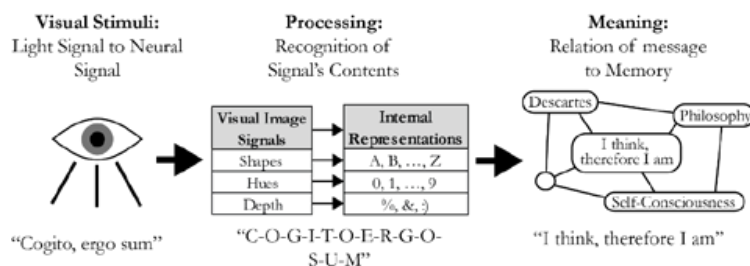 Visual Stimuli:
Light Signal to Neural
Signal
"Cogito, ergo sum"
Processing:
Recognition of
Signal's Contents
Visual Image
Signals
Internal
Representations
Shapes
A, B, ..., Z
Hues
0, 1, ..., 9
Depth
%, &, :)
"C-O-G-I-T-O-E-R-G-O-
S-U-M"
Meaning:
Relation of message
to Memory
Descartes
Philosophy
I think,
therefore I am
Self-Consciousness
"I think, therefore I am"